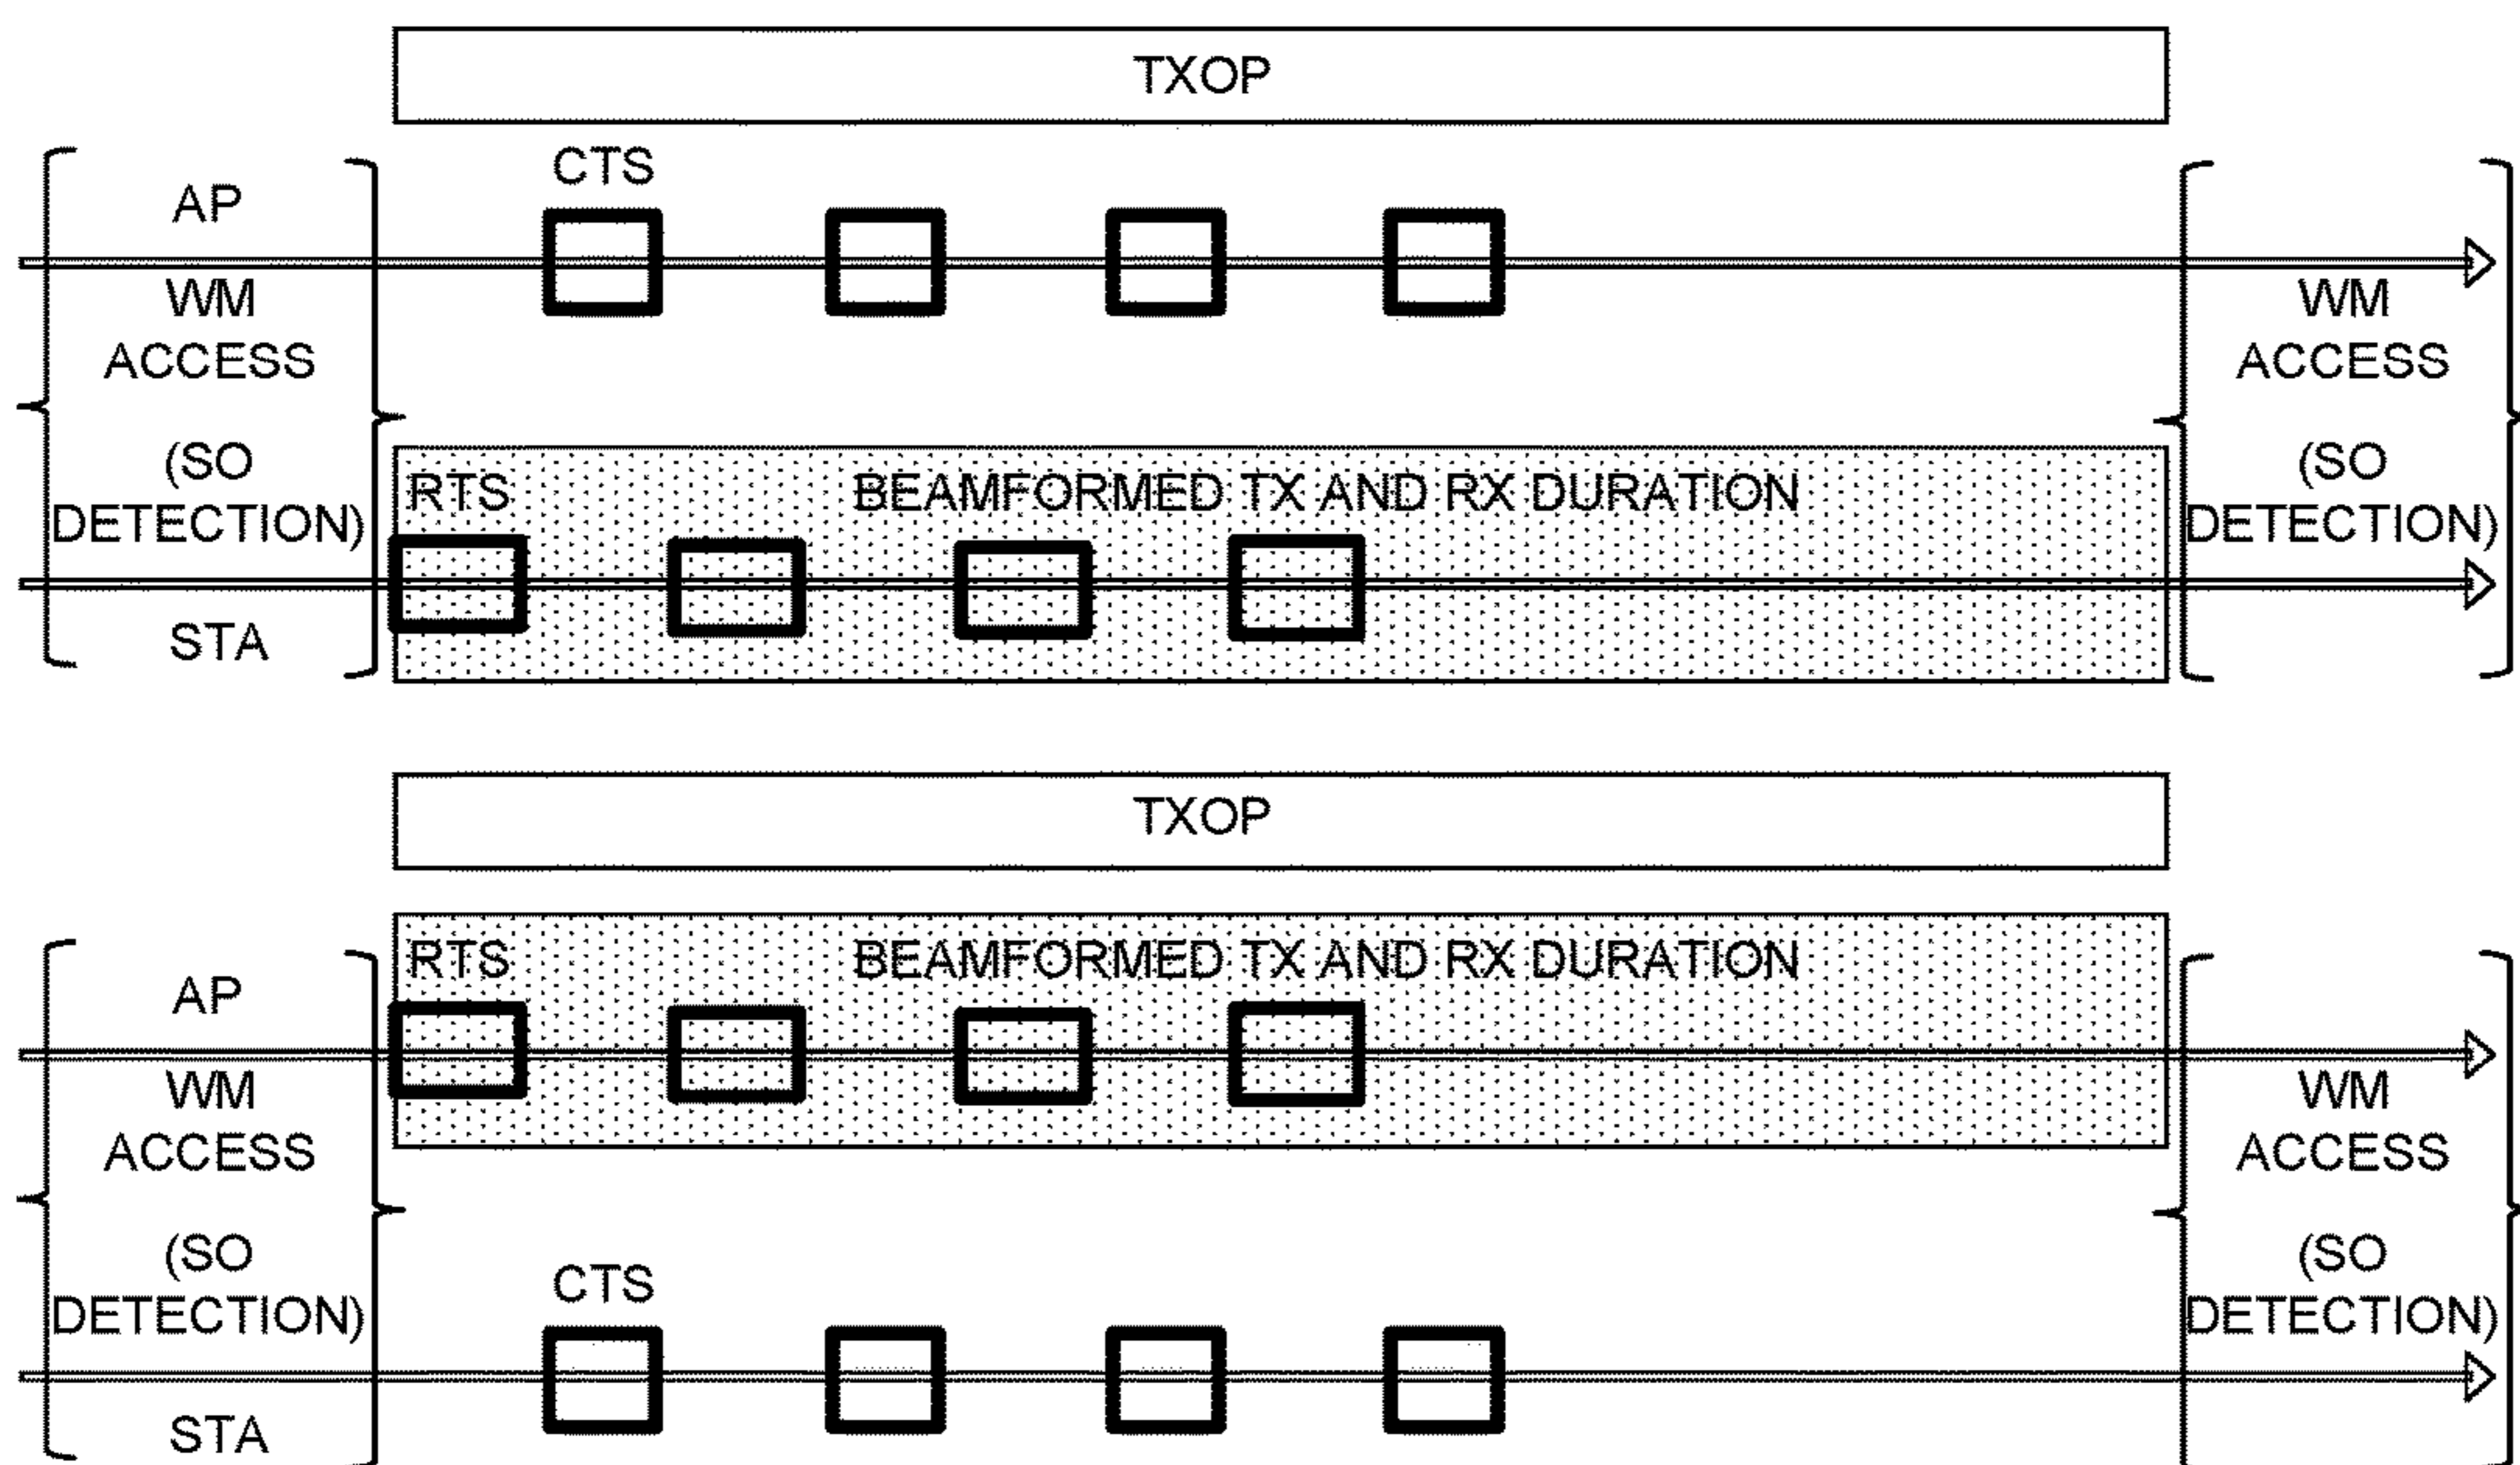 TXOP
CTS
AP
WM
ACCESS
(SO
DETECTION)
STA
RTS
BEAMFORMED TX AND RX DURATION
WM
ACCESS
(SO
DETECTION)
TXOP
RTS
BEAMFORMED TX AND RX DURATION
AP
WM
ACCESS
(SO
DETECTION)
STA
CTS
WM
ACCESS
(SO
DETECTION)